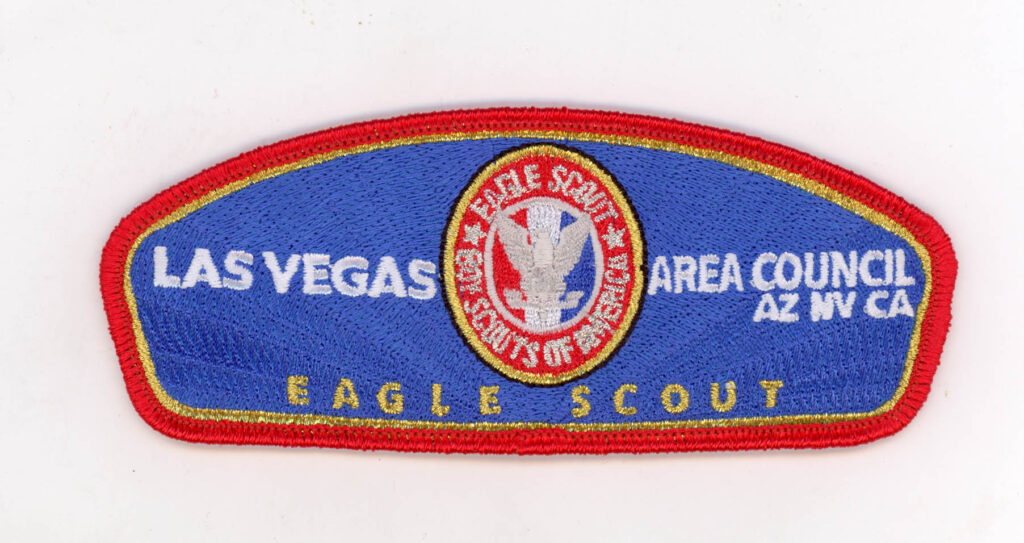 EAGLE SCOUT
BOY SCOUTS OF AMERICA
LAS VEGAS AREA COUNCIL
AZ NV CA
EAGLE SCOUT